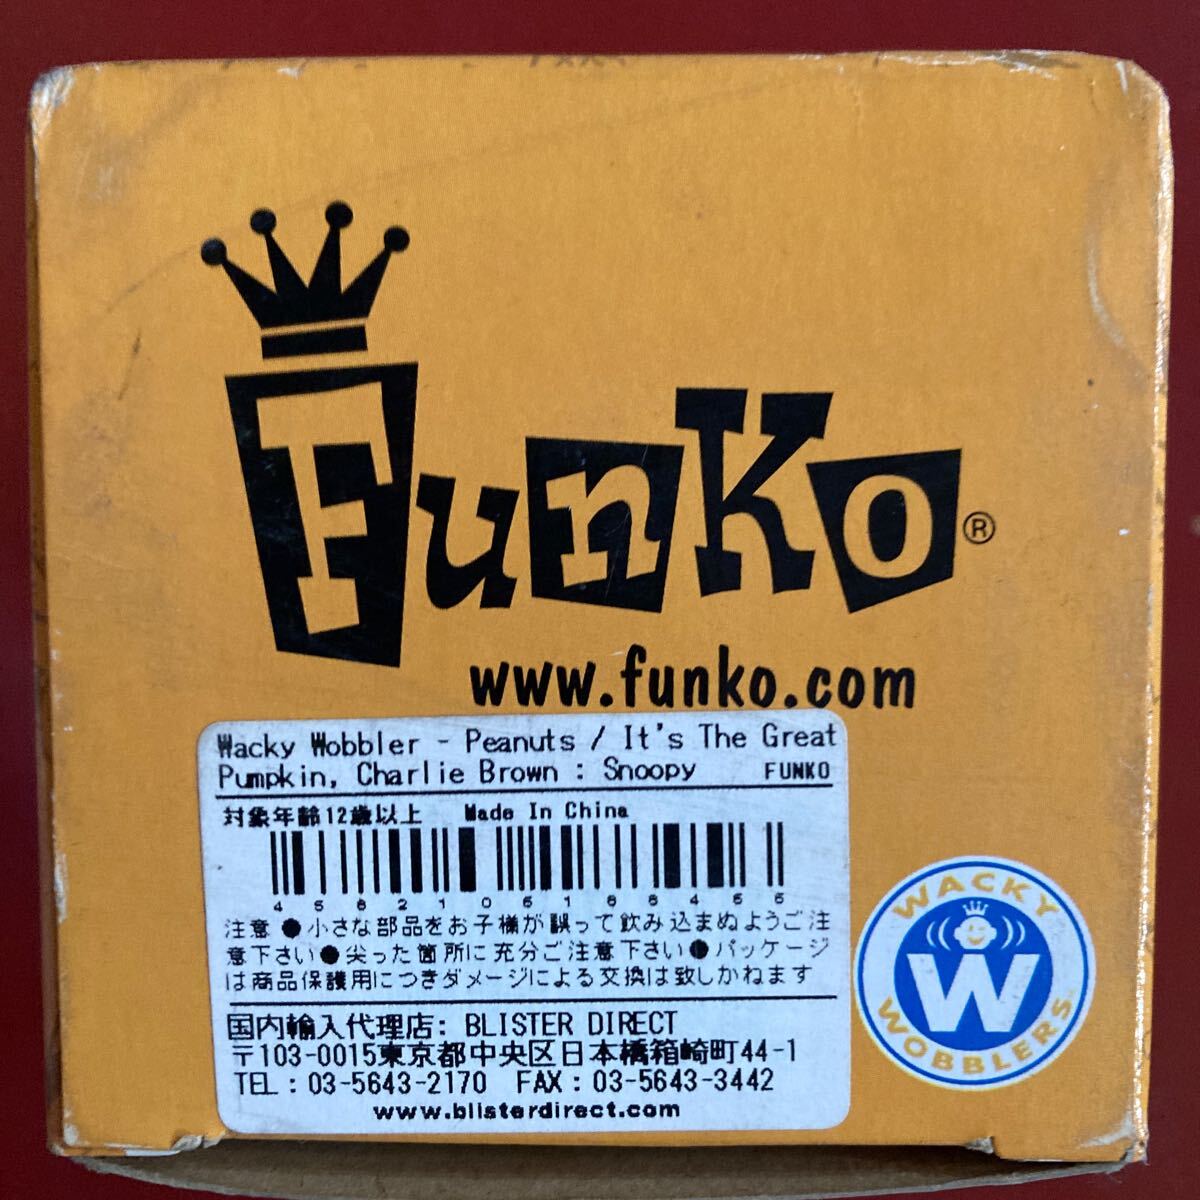 Funko®
www.funko.com
Wacky Wobbler - Peanuts / It's The Great
Pumpkin, Charlie Brown : Snoopy FUNKO
対象年齢12歳以上 Made In China
注意 ●小さな部品をお子様が誤って飲み込まぬようご注
意下さい●尖った箇所に充分ご注意下さい●パッケージ
は商品保護用につきダメージによる交換は致しかねます
国内輸入代理店: BLISTER DIRECT
〒103-0015東京都中央区日本橋箱崎町44-1
TEL : 03-5643-2170 FAX : 03-5643-3442
www.blisterdirect.com
WACKY
W
WOBBLERS